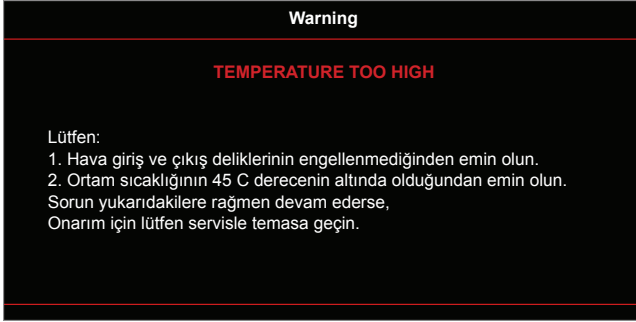 Warning
TEMPERATURE TOO HIGH
Lütfen:
1. Hava giriş ve çıkış deliklerinin engellenmediğinden emin olun.
2. Ortam sıcaklığının 45 C derecenin altında olduğundan emin olun.
Sorun yukarıdakilere rağmen devam ederse,
Onarım için lütfen servisle temasa geçin.